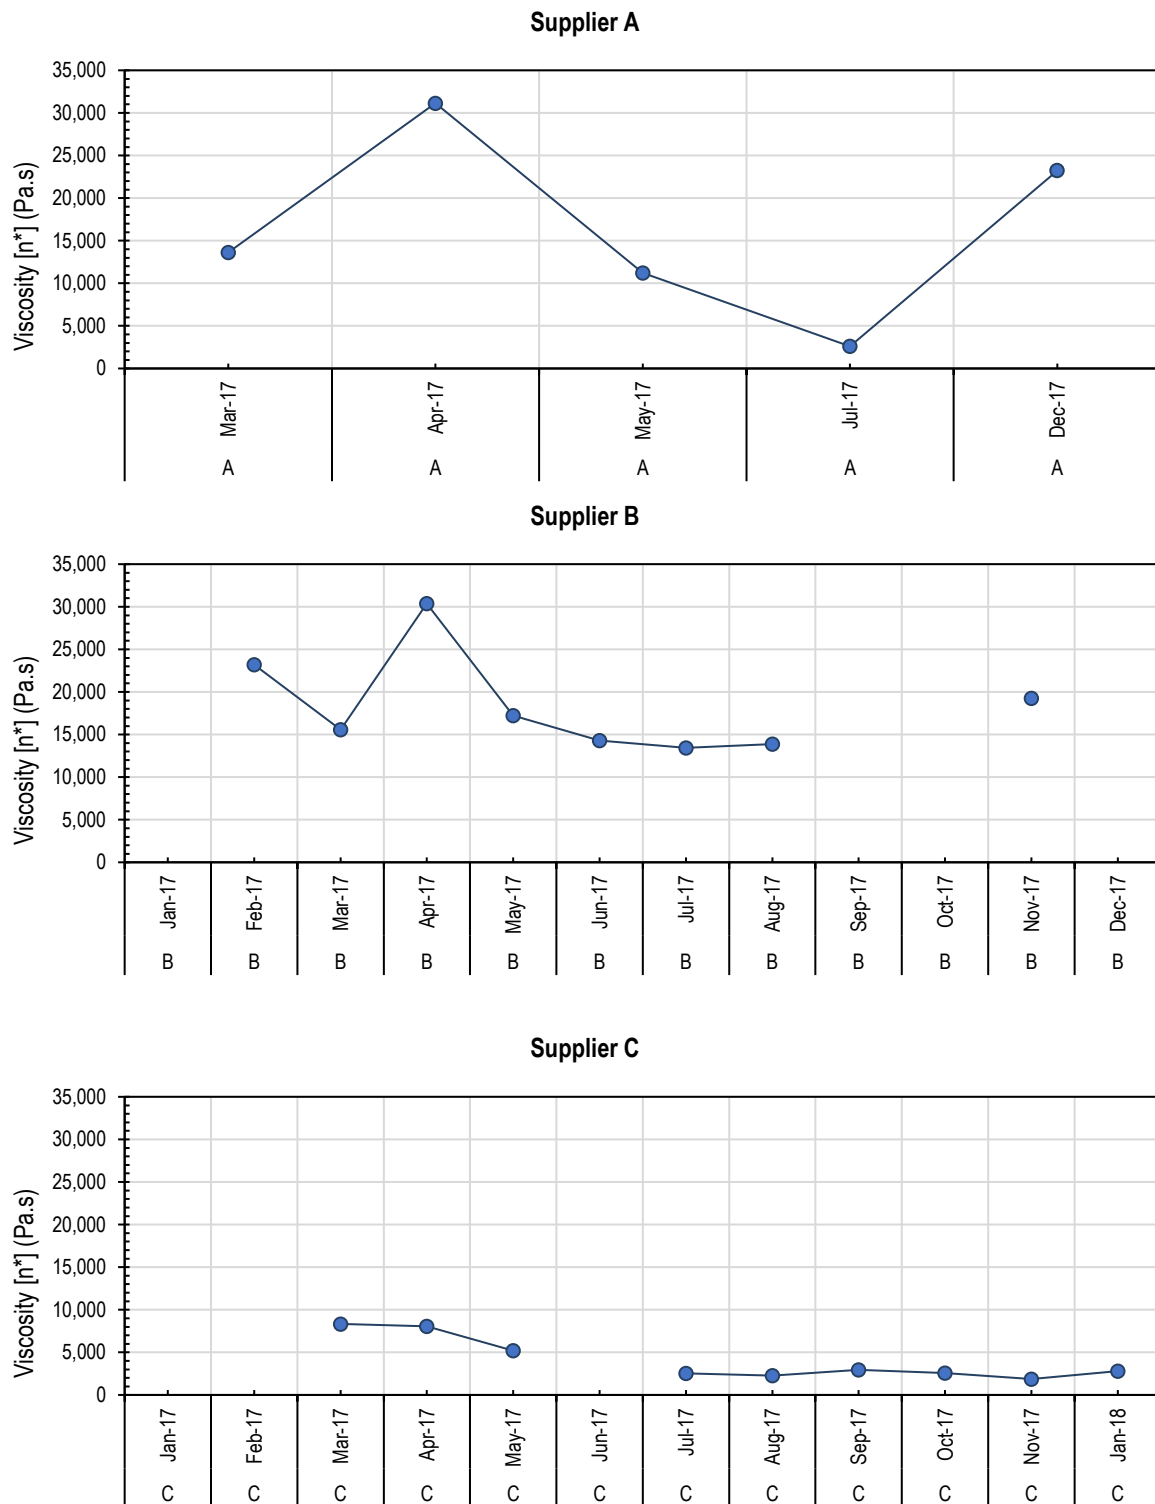 Supplier A
35,000
30,000
25,000
20,000
15,000
10,000
5,000
0
Viscosity [n*] (Pa.s)
Mar-17 Apr-17 May-17 Jul-17 Dec-17
A A A A A
Supplier B
35,000
30,000
25,000
20,000
15,000
10,000
5,000
0
Viscosity [n*] (Pa.s)
Jan-17 Feb-17 Mar-17 Apr-17 May-17 Jun-17 Jul-17 Aug-17 Sep-17 Oct-17 Nov-17 Dec-17
B B B B B B B B B B B B
Supplier C
35,000
30,000
25,000
20,000
15,000
10,000
5,000
0
Viscosity [n*] (Pa.s)
Jan-17 Feb-17 Mar-17 Apr-17 May-17 Jun-17 Jul-17 Aug-17 Sep-17 Oct-17 Nov-17 Jan-18
C C C C C C C C C C C C